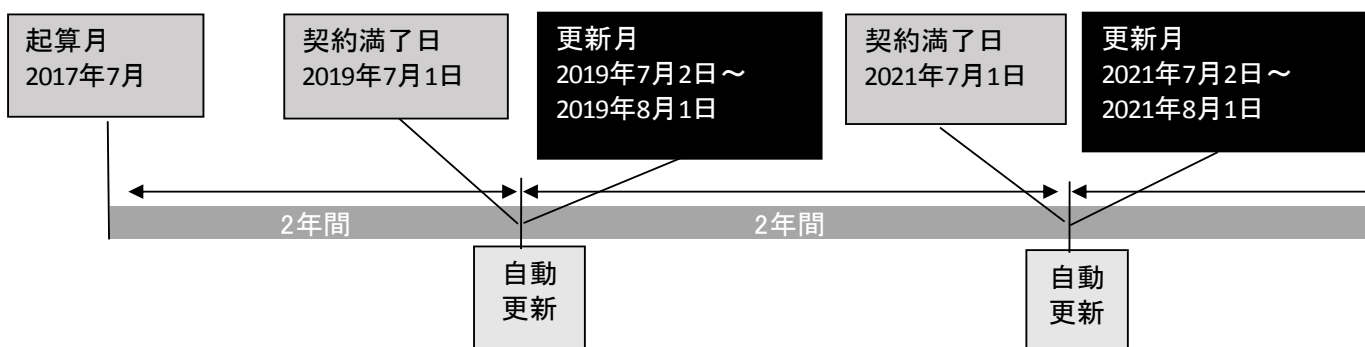 起算月
2017年7月
契約満了日
2019年7月1日
更新月
2019年7月2日～
2019年8月1日
契約満了日
2021年7月1日
更新月
2021年7月2日～
2021年8月1日
2年間
2年間
自動
更新
自動
更新